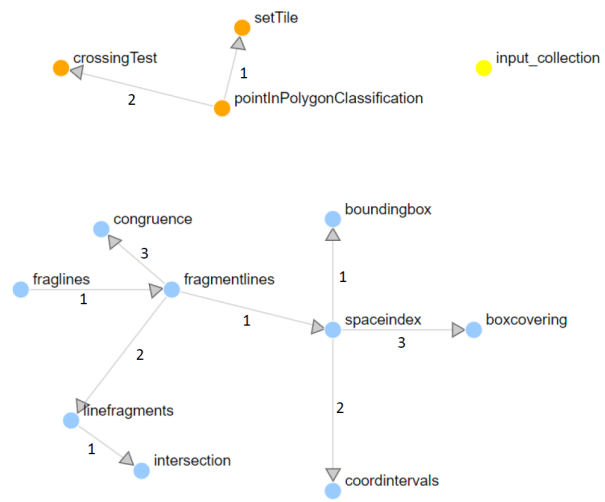 setTile
crossingTest
input_collection
1
2
pointInPolygonClassification
congruence
boundingbox
3
fraglines
fragmentlines
1
1
1
spaceindex
boxcovering
3
2
linefragments
2
1
intersection
coordintervals